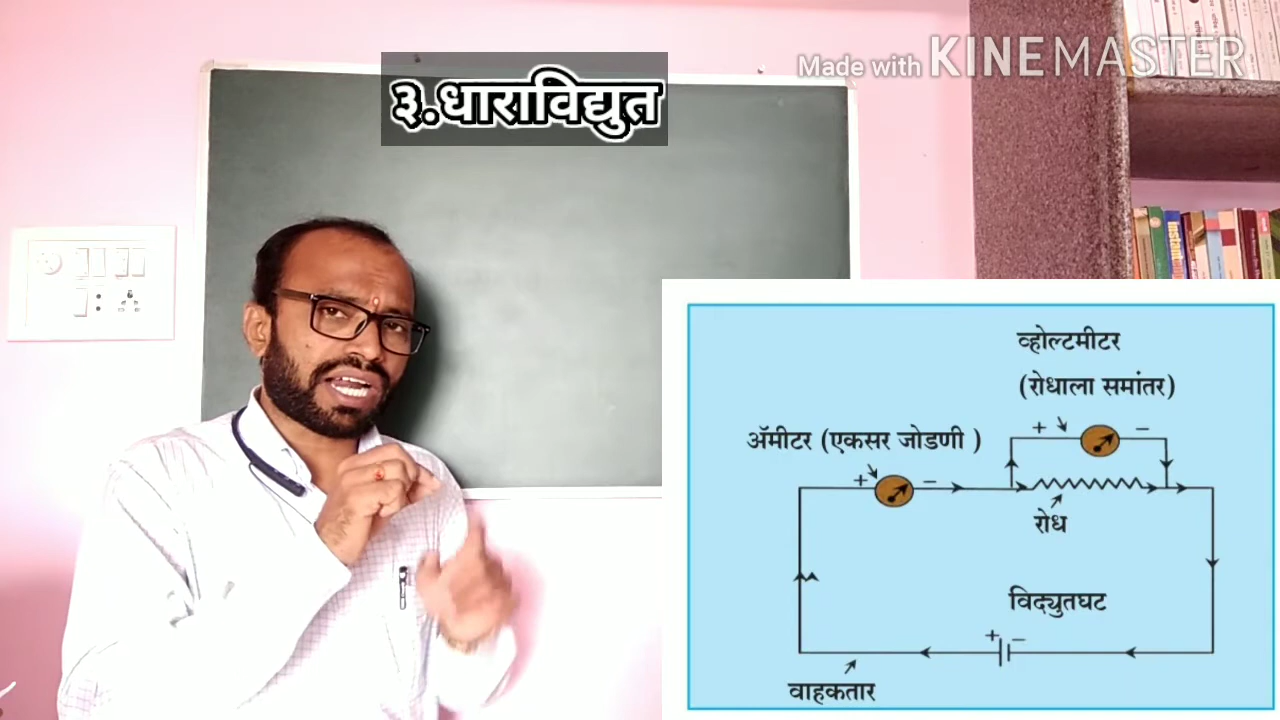 Made with KINEMASTER
३.धाराविद्युत
व्होल्टमीटर
(रोधाला समांतर)
ॲमीटर (एकसर जोडणी )
+ −
+ −
रोध
विद्युतघट
+ −
वाहकतार